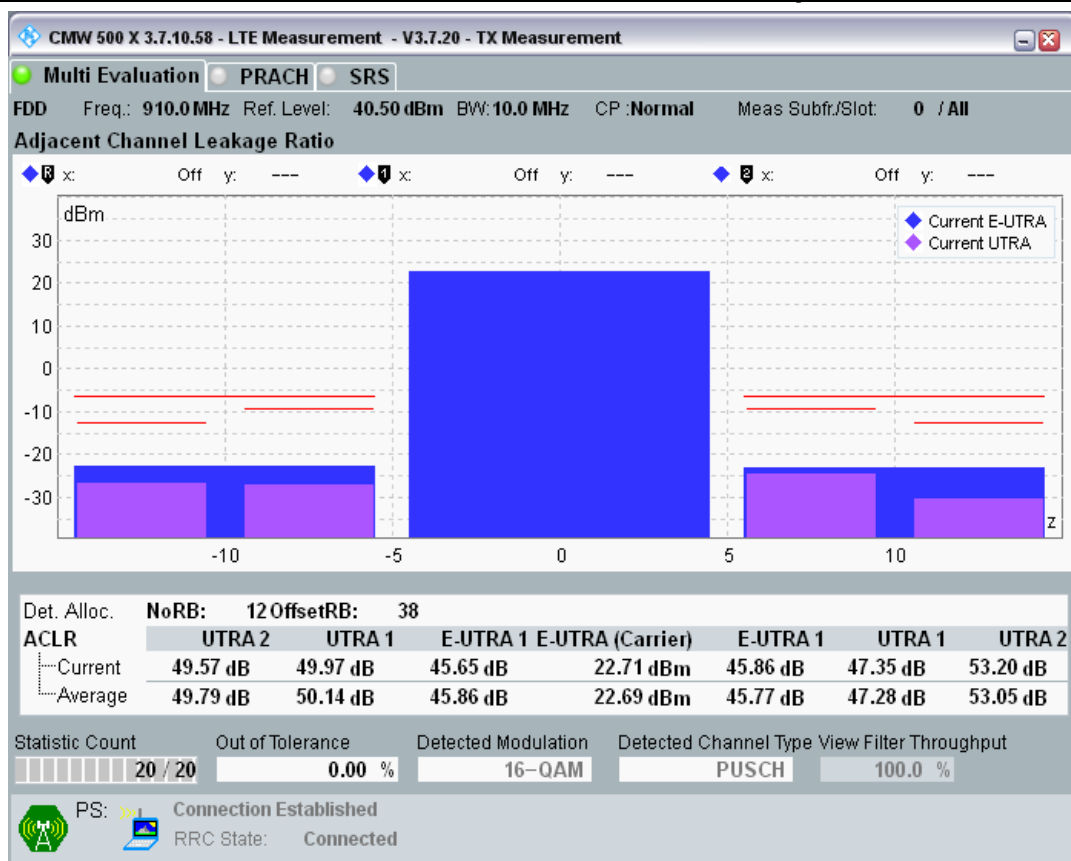 CMW 500 X 3.7.10.58 - LTE Measurement - V3.7.20 - TX Measurement
Multi Evaluation PRACH SRS
FDD Freq.: 910.0 MHz Ref. Level: 40.50 dBm BW: 10.0 MHz CP :Normal Meas Subfr./Slot: 0 / All
Adjacent Channel Leakage Ratio
R x: Off y: --- 1 x: Off y: --- 2 x: Off y: ---
dBm
Current E-UTRA
Current UTRA
30
20
10
0
-10
-20
-30
z
-10 -5 0 5 10
Det. Alloc. NoRB: 12 OffsetRB: 38
ACLR UTRA 2 UTRA 1 E-UTRA 1 E-UTRA (Carrier) E-UTRA 1 UTRA 1 UTRA 2
Current 49.57 dB 49.97 dB 45.65 dB 22.71 dBm 45.86 dB 47.35 dB 53.20 dB
Average 49.79 dB 50.14 dB 45.86 dB 22.69 dBm 45.77 dB 47.28 dB 53.05 dB
Statistic Count Out of Tolerance Detected Modulation Detected Channel Type View Filter Throughput
20 / 20 0.00 % 16-QAM PUSCH 100.0 %
PS: Connection Established
RRC State: Connected